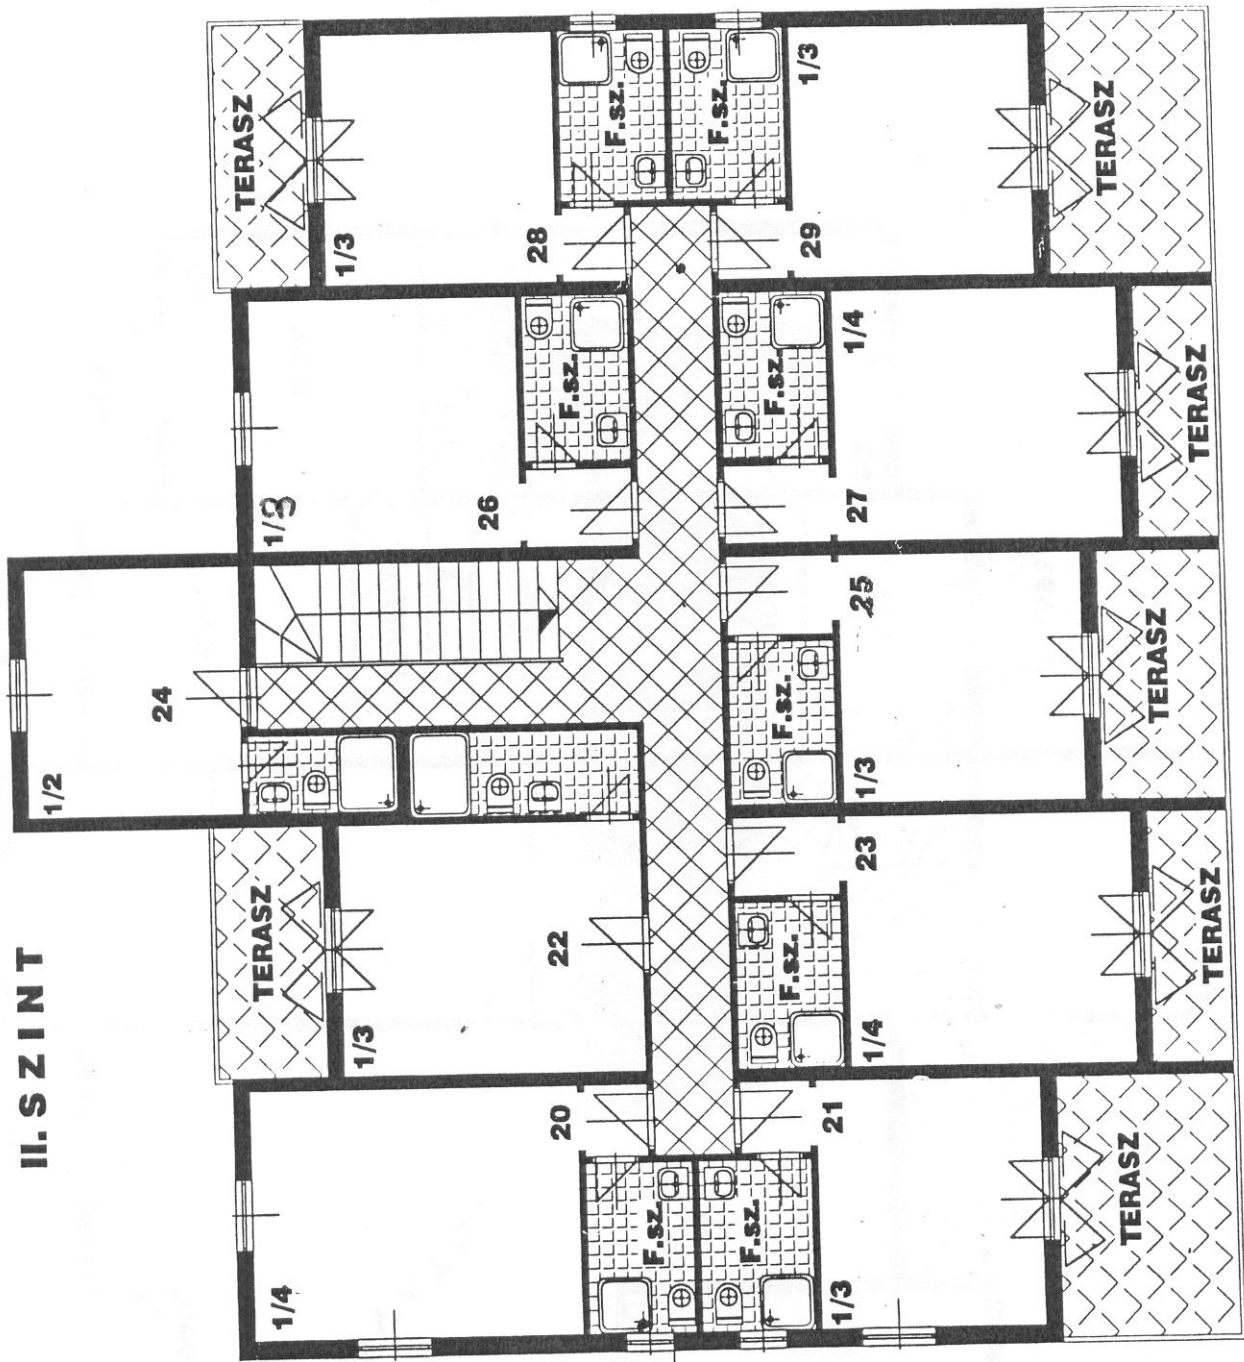 II. SZINT
1/4
20
F.sz.
1/3
21
F.sz.
TERASZ
TERASZ
1/3
22
1/4
23
F.sz.
TERASZ
1/2
24
1/3
25
F.sz.
TERASZ
1/3
26
F.sz.
1/4
27
F.sz.
TERASZ
TERASZ
1/3
28
F.sz.
1/3
29
F.sz.
TERASZ